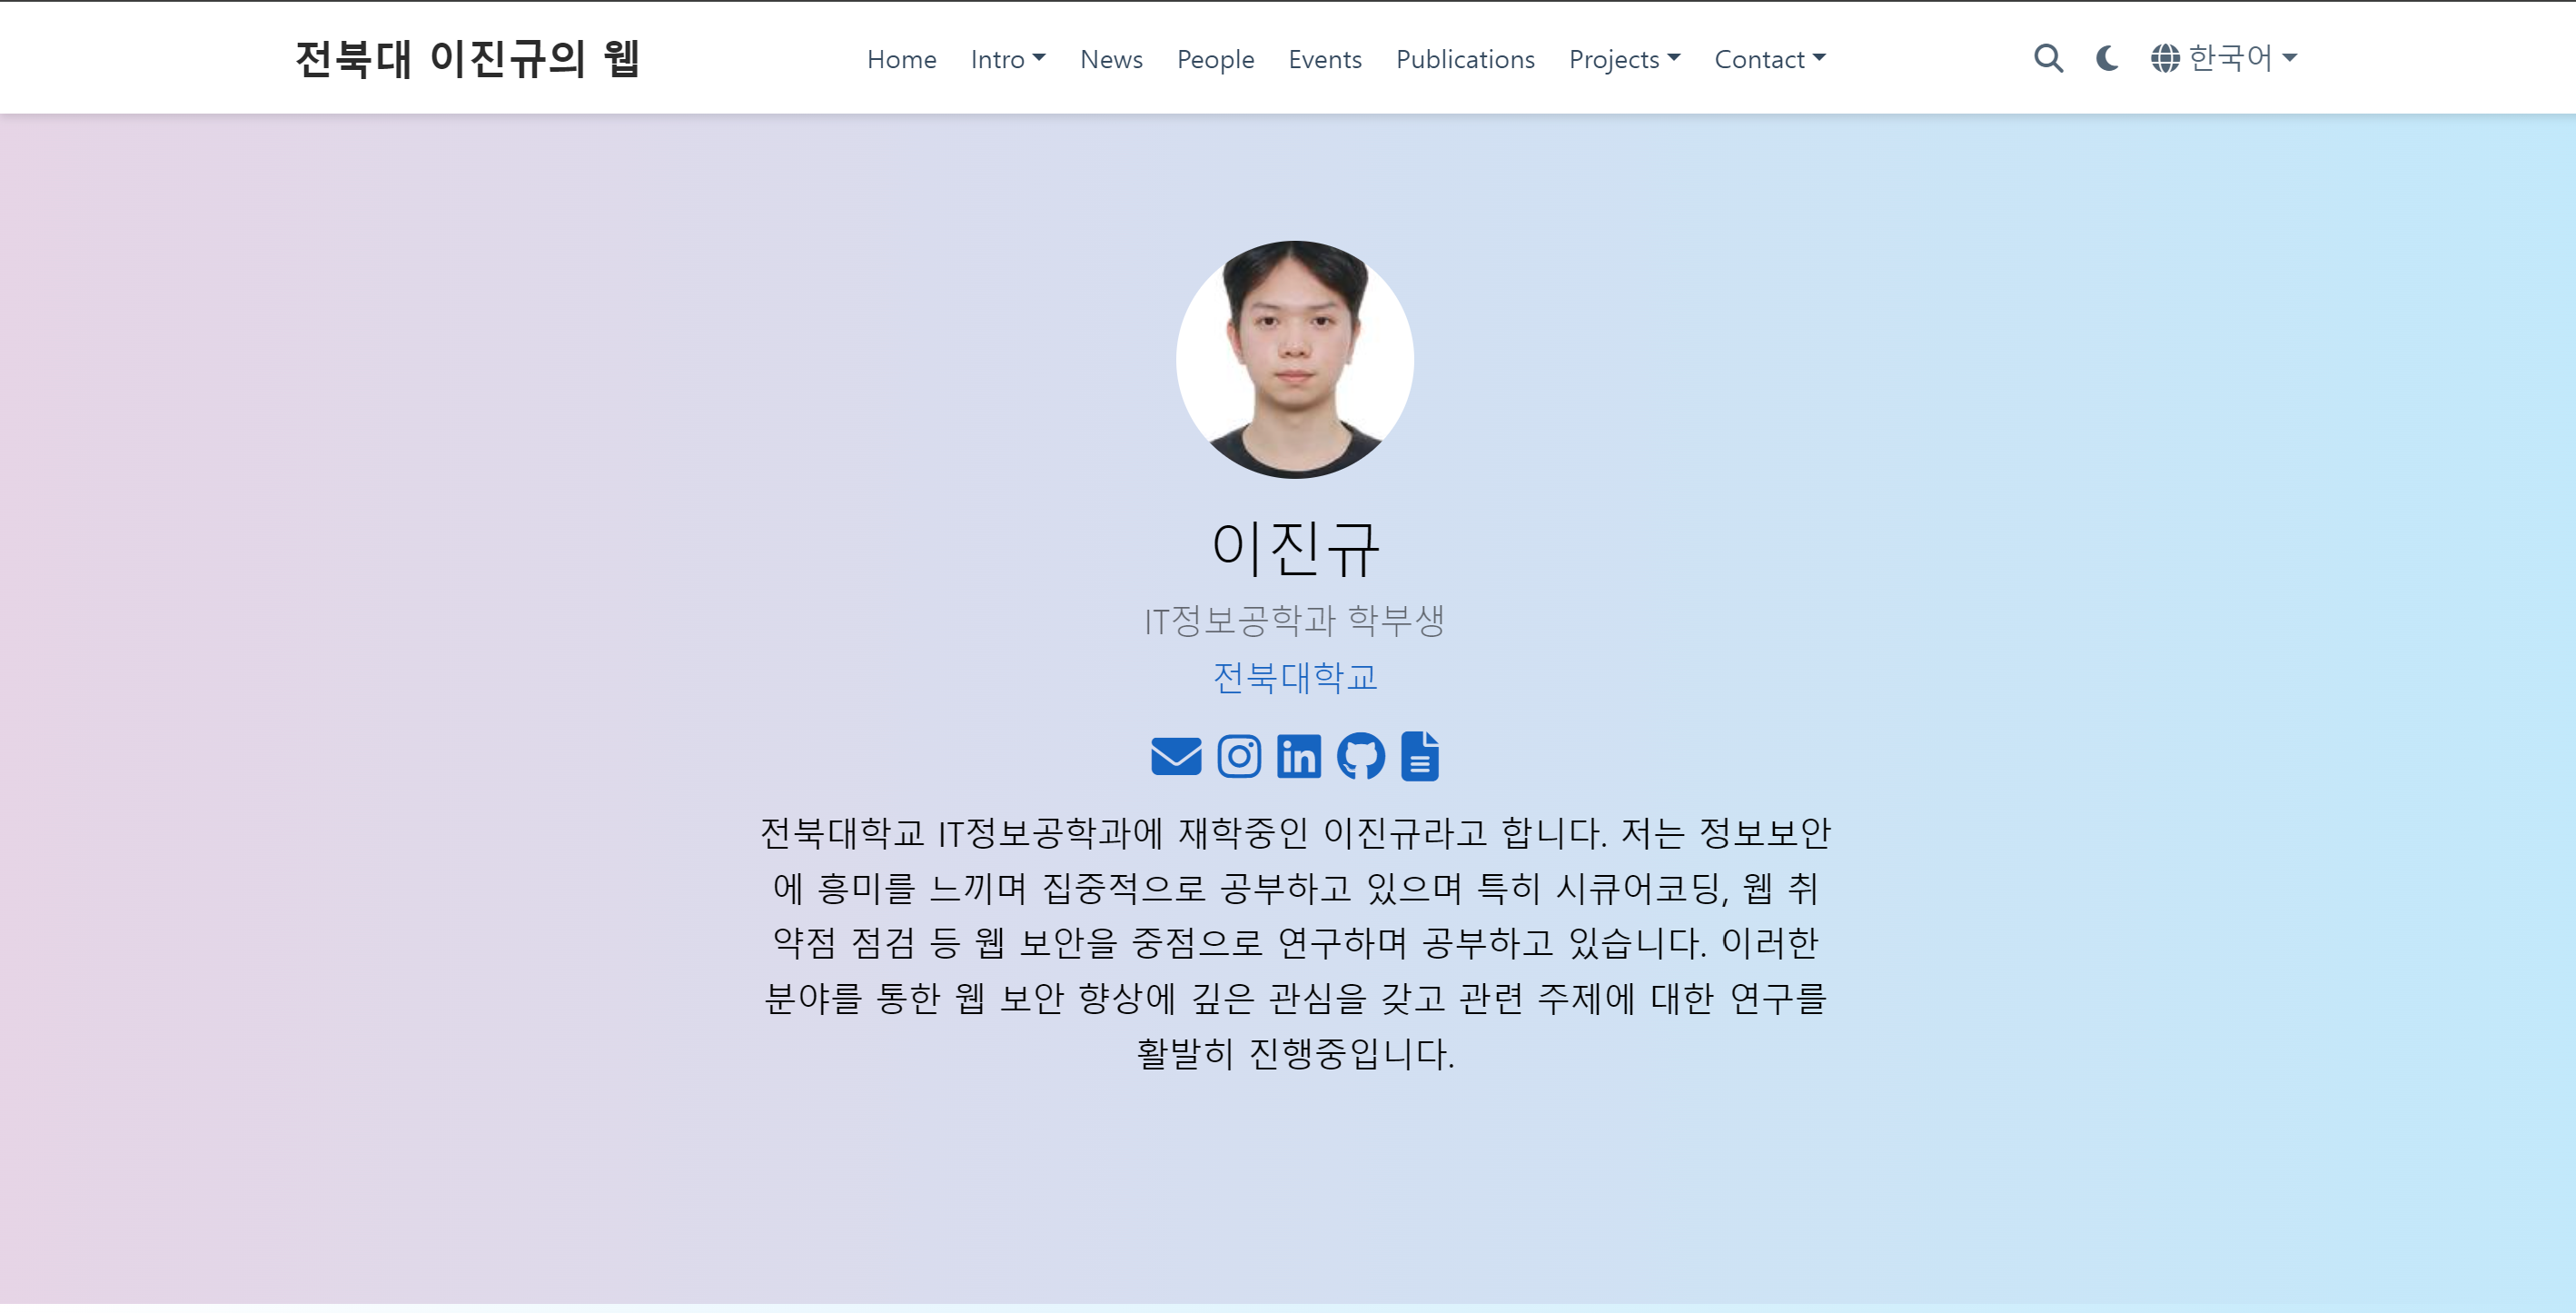 전북대 이진규의 웹
Home Intro News People Events Publications Projects Contact
한국어
이진규
IT정보공학과 학부생
전북대학교
전북대학교 IT정보공학과에 재학중인 이진규라고 합니다. 저는 정보보안
에 흥미를 느끼며 집중적으로 공부하고 있으며 특히 시큐어코딩, 웹 취
약점 점검 등 웹 보안을 중점으로 연구하며 공부하고 있습니다. 이러한
분야를 통한 웹 보안 향상에 깊은 관심을 갖고 관련 주제에 대한 연구를
활발히 진행중입니다.